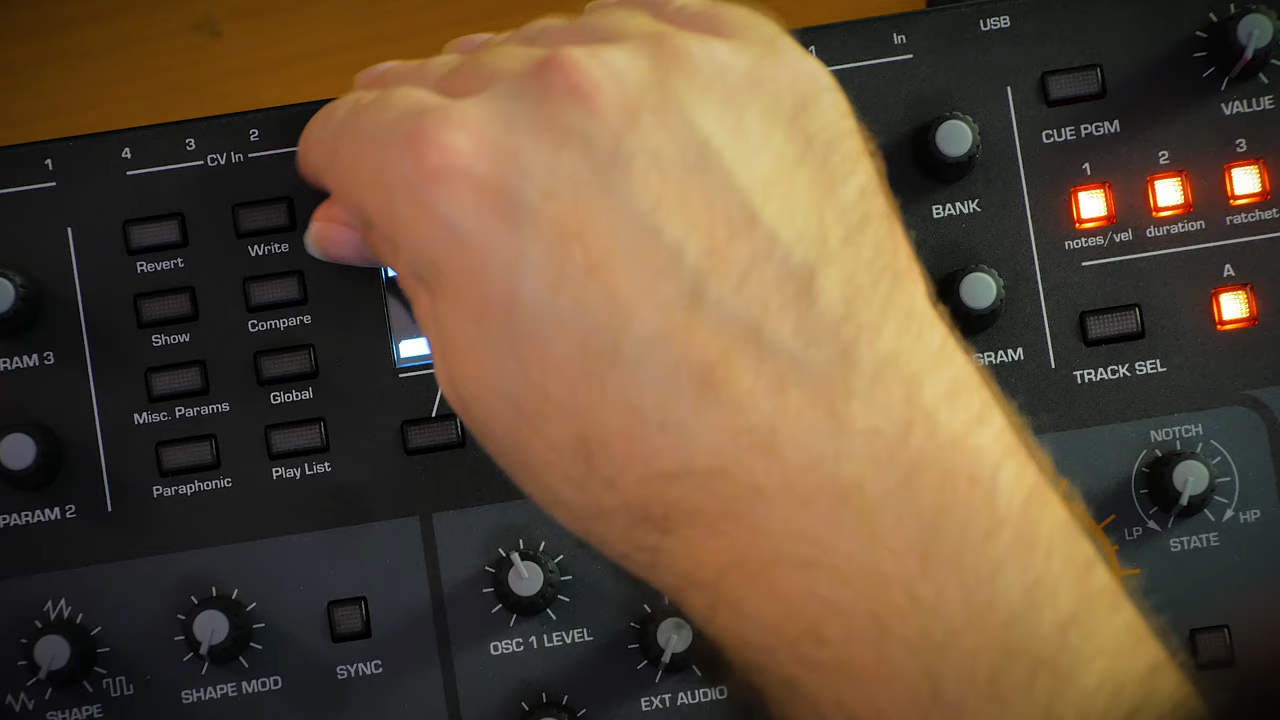 USB
In
1
VALUE
CUE PGM
1
4
3
2
CV In
BANK
1
2
3
notes/vel
duration
ratchet
Write
Revert
A
Compare
Show
RAM 3
GRAM
TRACK SEL
Global
Misc. Params
NOTCH
Play List
Paraphonic
PARAM 2
LP
HP
STATE
OSC 1 LEVEL
SYNC
SHAPE MOD
EXT AUDIO
SHAPE